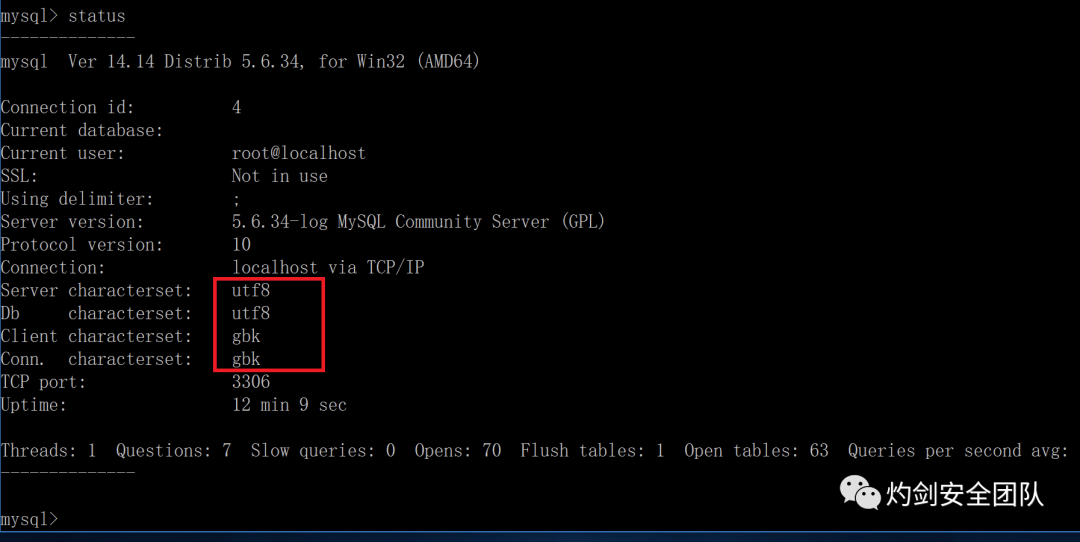 mysql> status
--------------
mysql  Ver 14.14 Distrib 5.6.34, for Win32 (AMD64)
Connection id:          4
Current database:
Current user:           root@localhost
SSL:                    Not in use
Using delimiter:        ;
Server version:         5.6.34-log MySQL Community Server (GPL)
Protocol version:       10
Connection:             localhost via TCP/IP
Server characterset:    utf8
Db     characterset:    utf8
Client characterset:    gbk
Conn.  characterset:    gbk
TCP port:               3306
Uptime:                 12 min 9 sec
Threads: 1  Questions: 7  Slow queries: 0  Opens: 70  Flush tables: 1  Open tables: 63  Queries per second avg:
--------------
灼剑安全团队
mysql>